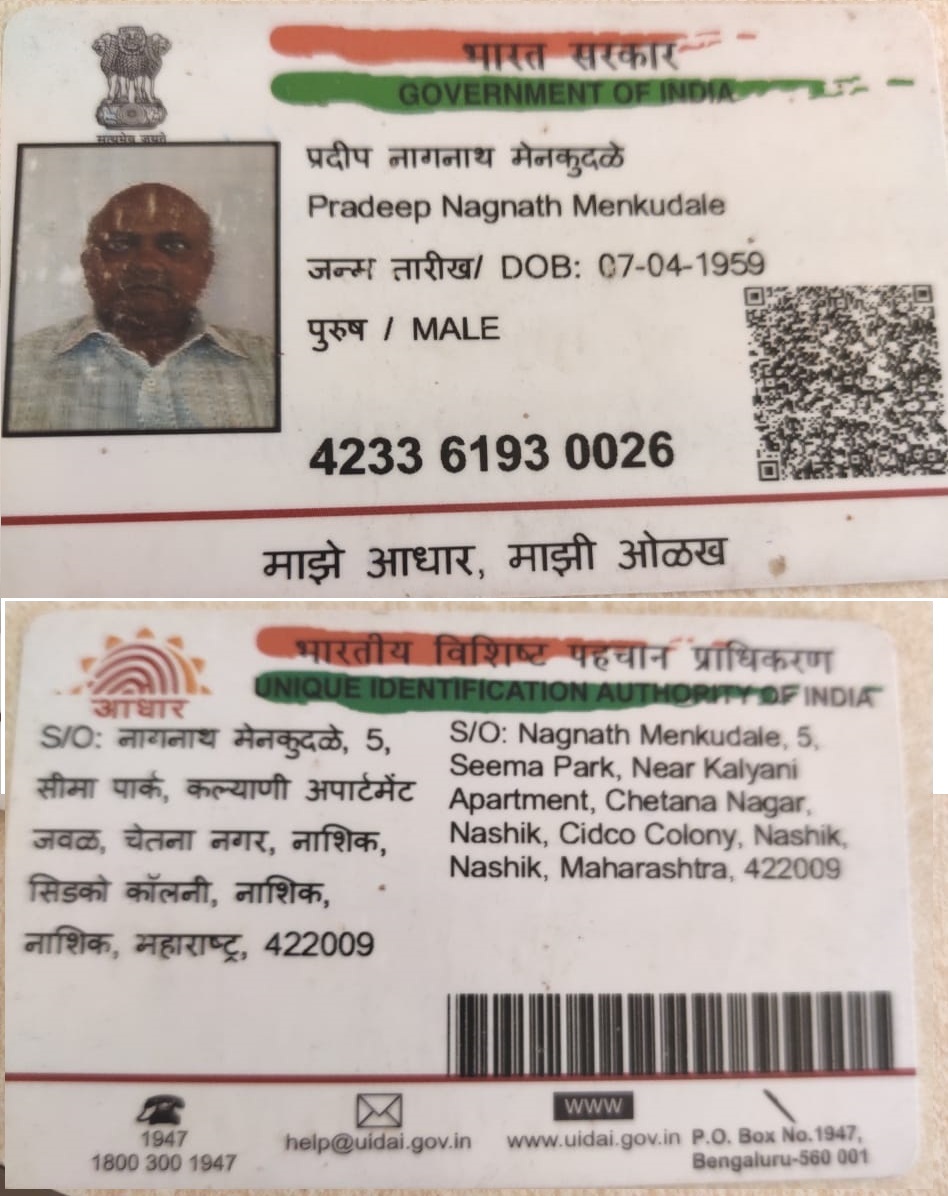 भारत सरकार
GOVERNMENT OF INDIA
सत्यमेव जयते
प्रदीप नागनाथ मेनकुदळे
Pradeep Nagnath Menkudale
जन्म तारीख/ DOB: 07-04-1959
पुरुष / MALE
4233 6193 0026
माझे आधार, माझी ओळख
भारतीय विशिष्ट पहचान प्राधिकरण
UNIQUE IDENTIFICATION AUTHORITY OF INDIA
आधार
S/O: नागनाथ मेनकुदळे, 5,
सीमा पार्क, कल्याणी अपार्टमेंट
जवळ, चेतना नगर, नाशिक,
सिडको कॉलनी, नाशिक,
नाशिक, महाराष्ट्र, 422009
S/O: Nagnath Menkudale, 5,
Seema Park, Near Kalyani
Apartment, Chetana Nagar,
Nashik, Cidco Colony, Nashik,
Nashik, Maharashtra, 422009
1947
1800 300 1947
help@uidai.gov.in
WWW
www.uidai.gov.in
P.O. Box No.1947,
Bengaluru-560 001